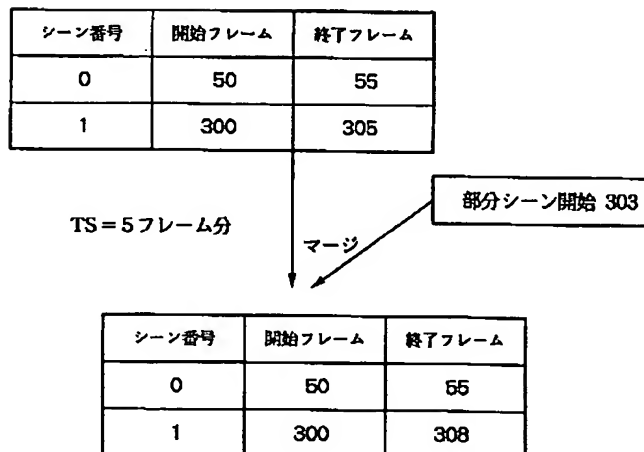 シーン番号 開始フレーム 終了フレーム
0 50 55
1 300 305
TS=5フレーム分
マージ
部分シーン開始 303
シーン番号 開始フレーム 終了フレーム
0 50 55
1 300 308